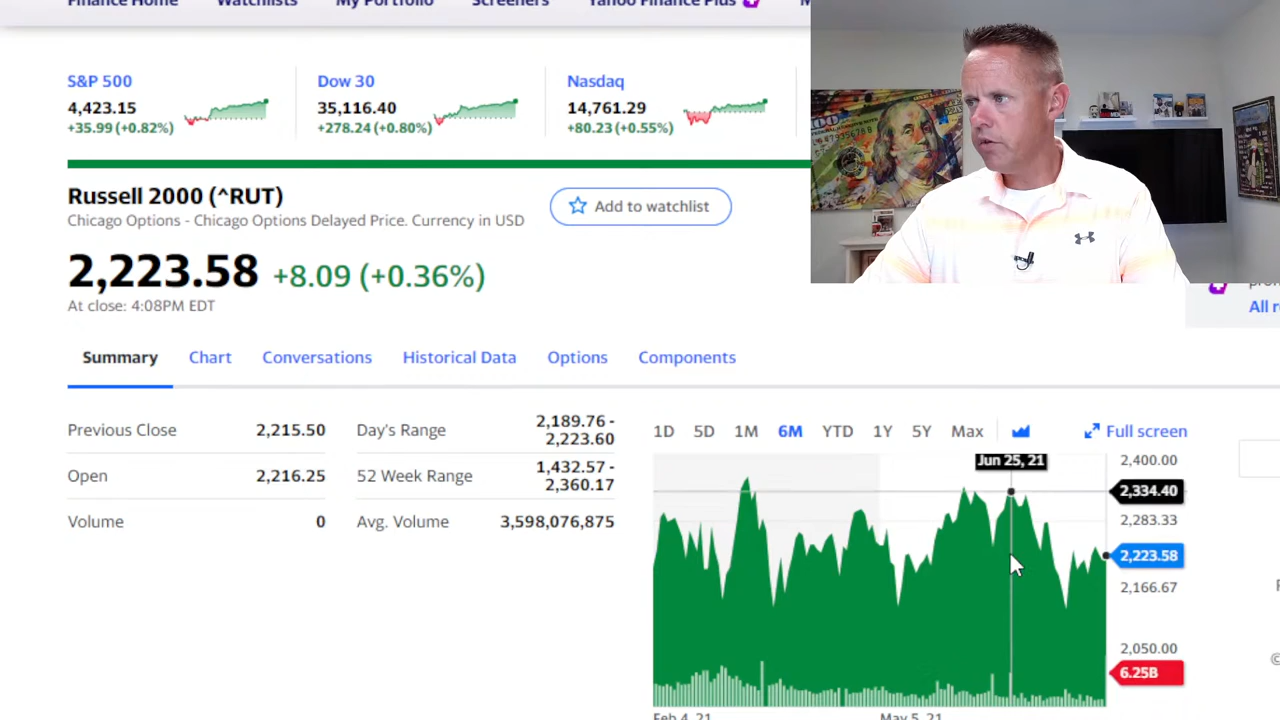 Finance Home Watchlists My Portfolio Screeners Yahoo Finance Plus
S&P 500 Dow 30 Nasdaq
4,423.15 35,116.40 14,761.29
+35.99 (+0.82%) +278.24 (+0.80%) +80.23 (+0.55%)
Russell 2000 (^RUT)
Chicago Options - Chicago Options Delayed Price. Currency in USD
Add to watchlist
2,223.58 +8.09 (+0.36%)
At close: 4:08PM EDT
All
Summary Chart Conversations Historical Data Options Components
Previous Close 2,215.50 Day's Range 2,189.76 -
2,223.60
Open 2,216.25 52 Week Range 1,432.57 -
2,360.17
Volume 0 Avg. Volume 3,598,076,875
1D 5D 1M 6M YTD 1Y 5Y Max Full screen
Jun 25, 21 2,400.00
2,334.40
2,283.33
2,223.58
2,166.67
2,050.00
6.25B
Feb 4, 21 May 5, 21